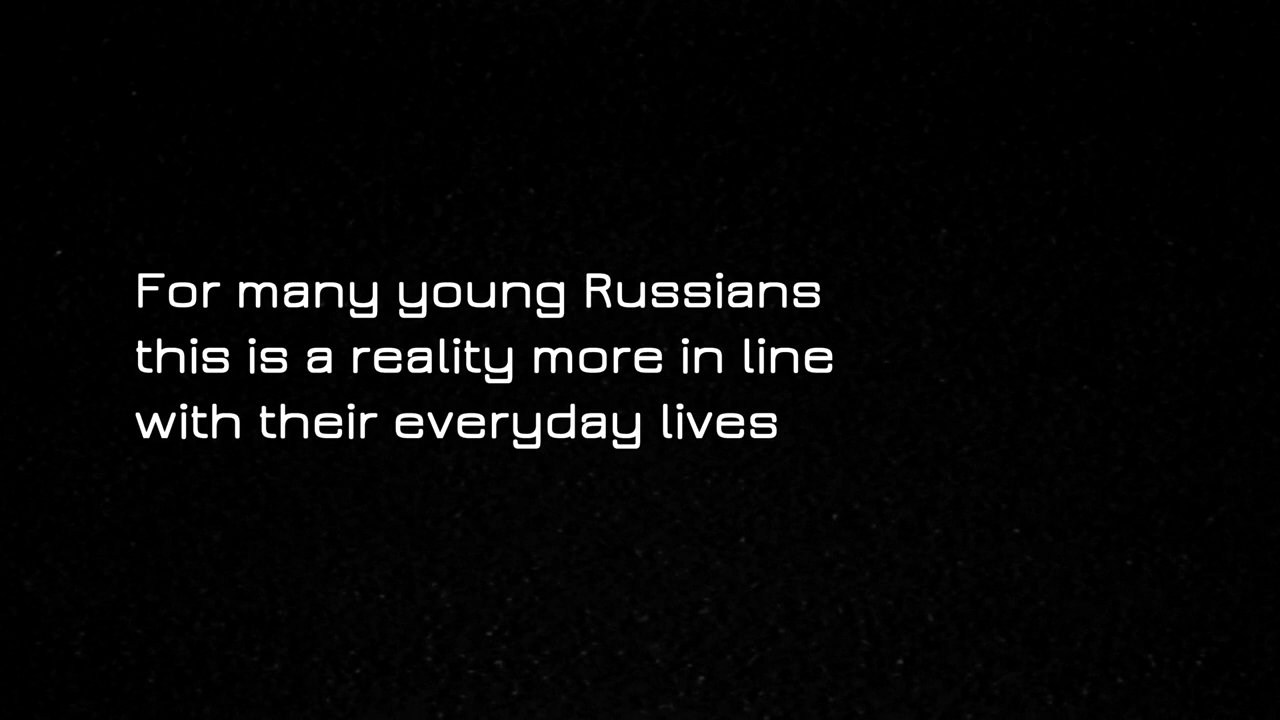 For many young Russians
this is a reality more in line
with their everyday lives